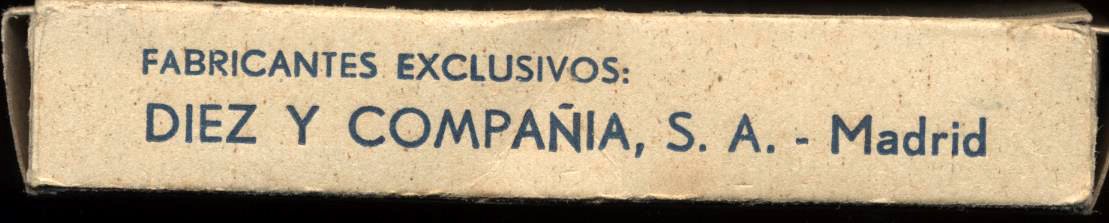 FABRICANTES EXCLUSIVOS:
DIEZ Y COMPAÑIA, S. A. - Madrid